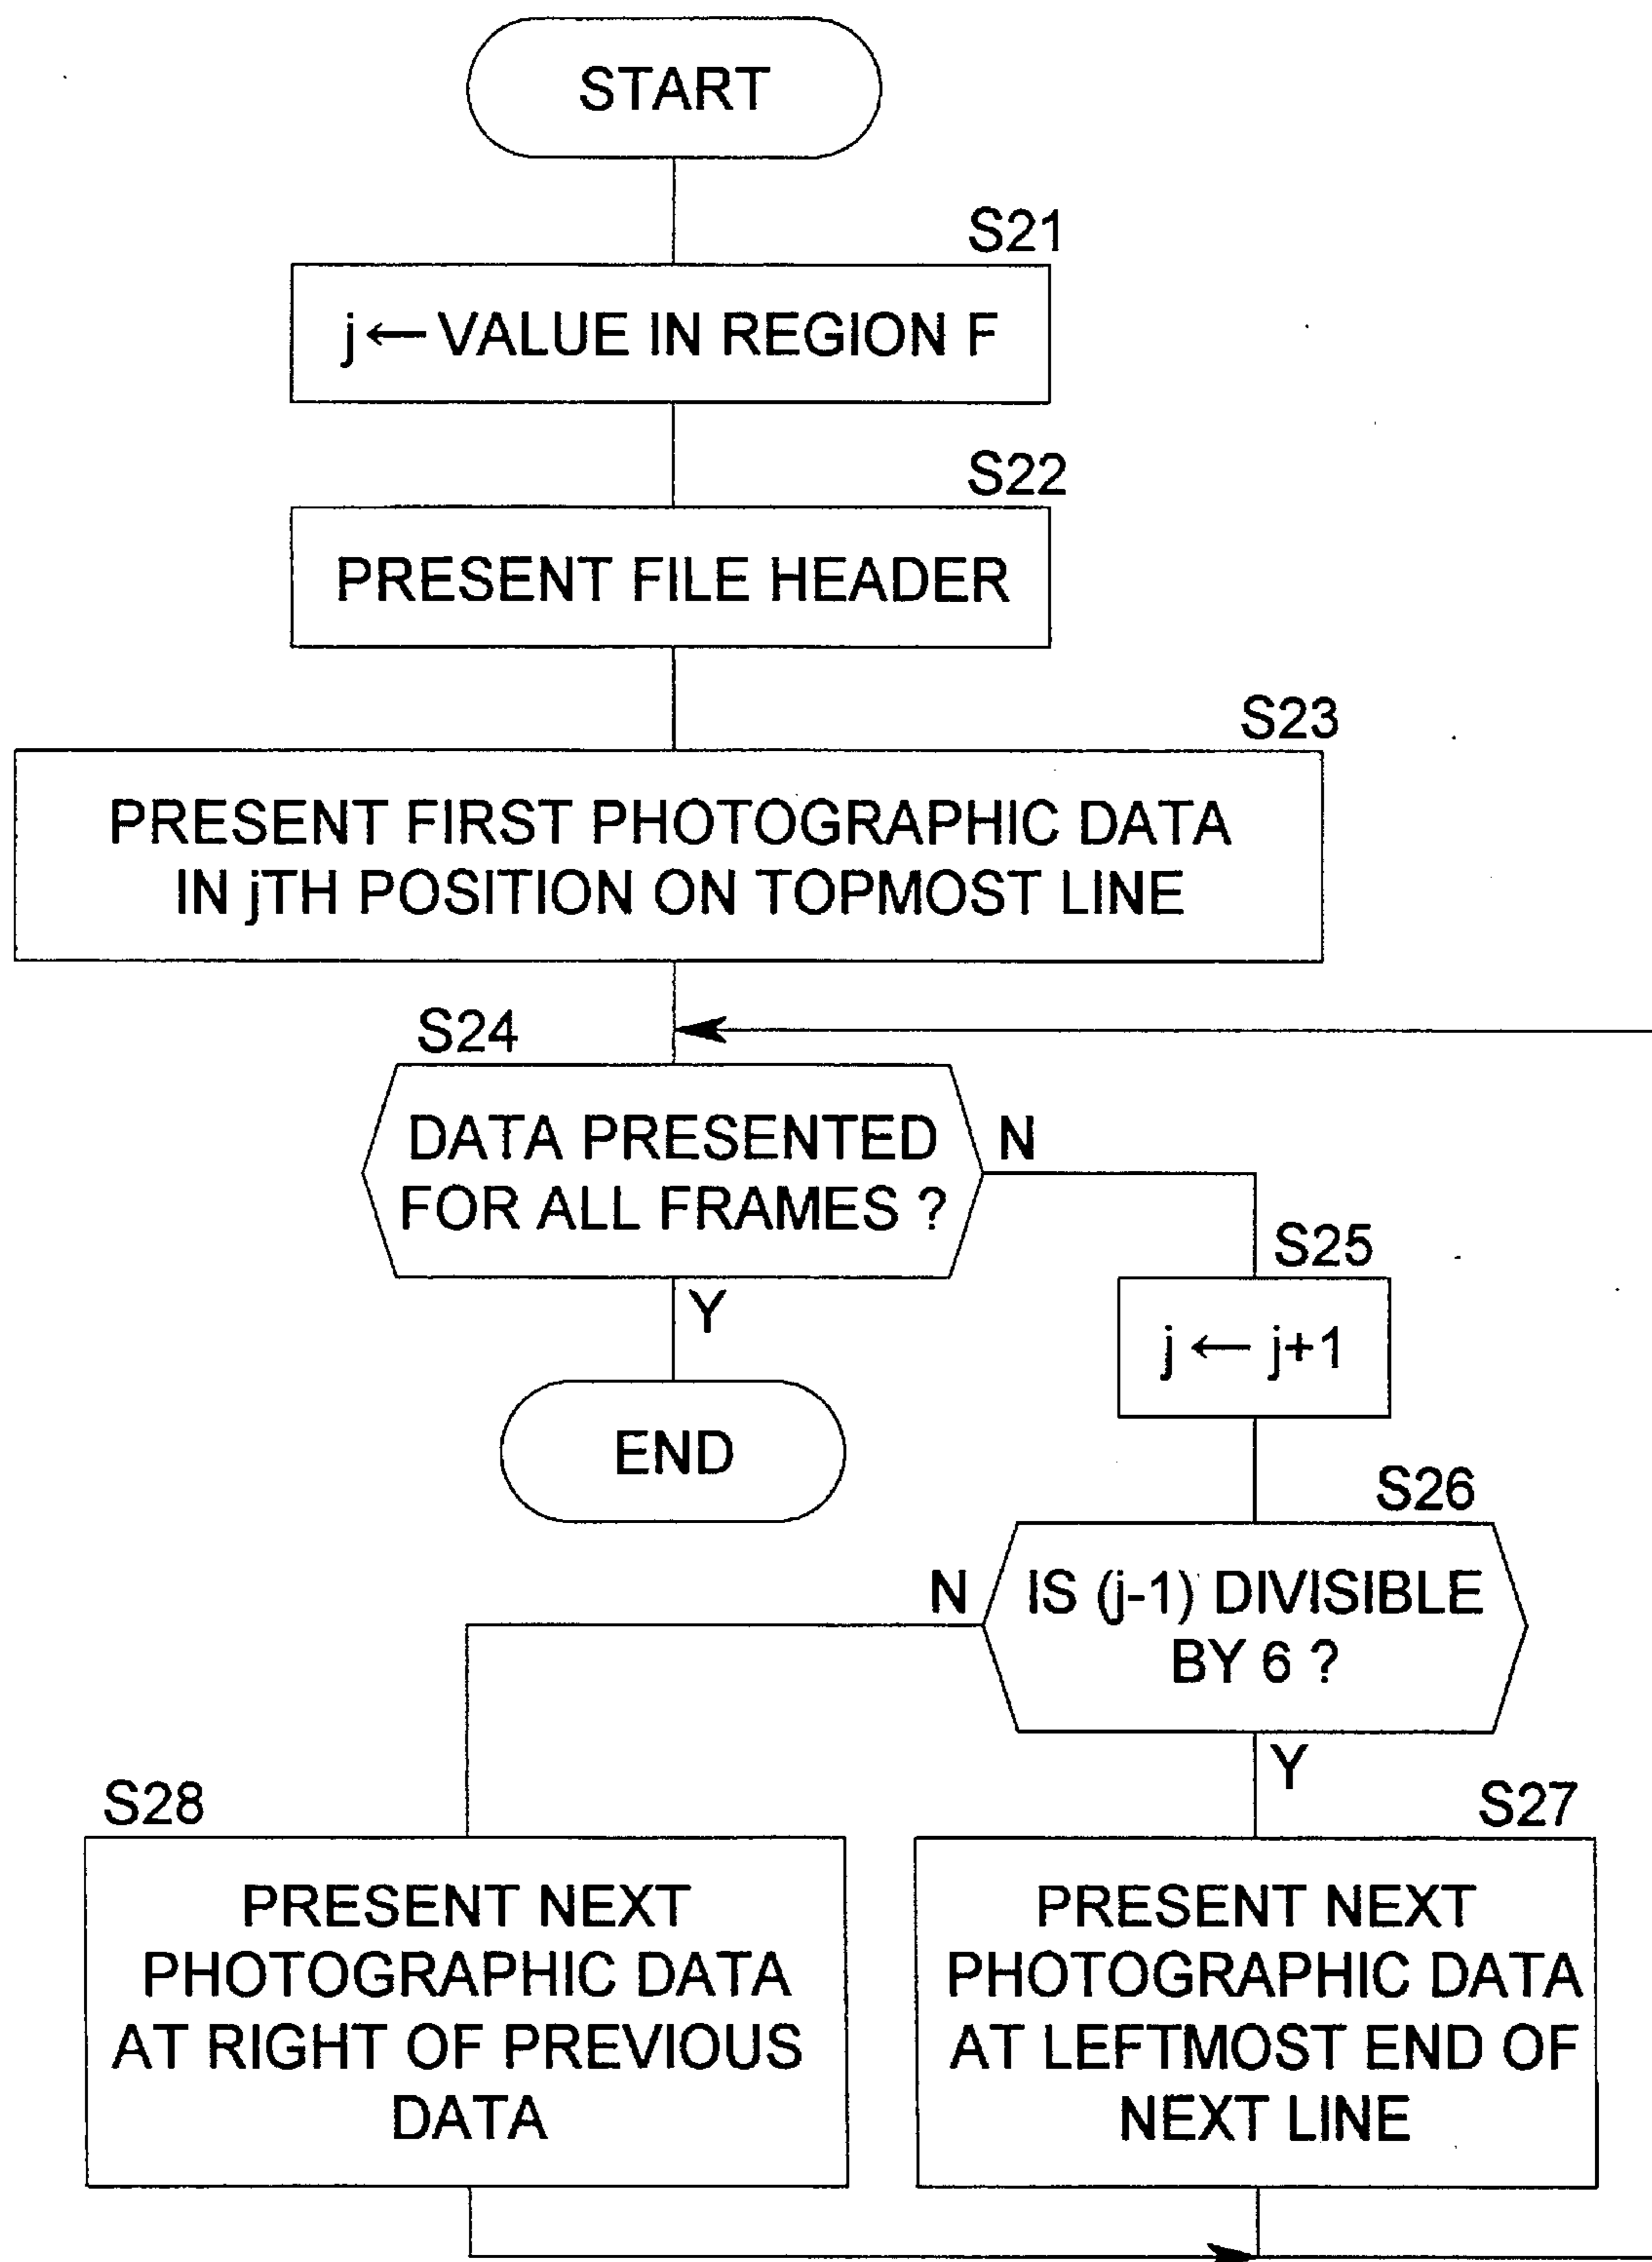 START
S21
j ← VALUE IN REGION F
S22
PRESENT FILE HEADER
S23
PRESENT FIRST PHOTOGRAPHIC DATA
IN jTH POSITION ON TOPMOST LINE
S24
DATA PRESENTED
FOR ALL FRAMES ?
N
Y
END
S25
j ← j+1
S26
IS (j-1) DIVISIBLE
BY 6 ?
N
Y
S28
PRESENT NEXT
PHOTOGRAPHIC DATA
AT RIGHT OF PREVIOUS
DATA
S27
PRESENT NEXT
PHOTOGRAPHIC DATA
AT LEFTMOST END OF
NEXT LINE